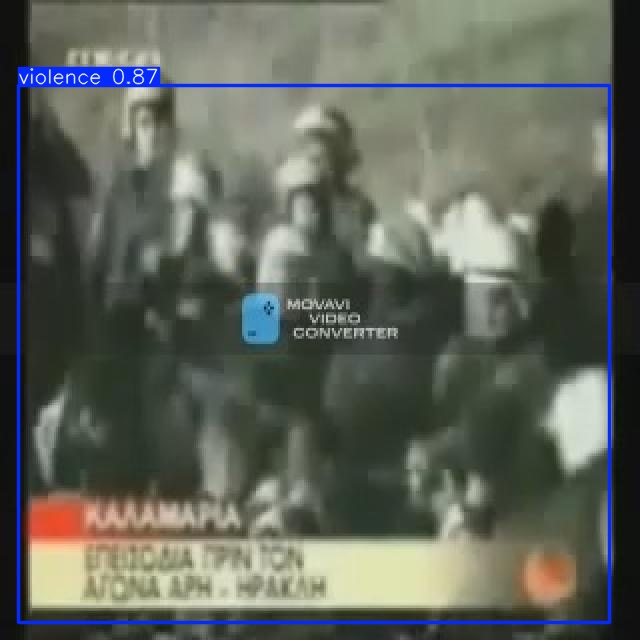 violence 0.87
MOVAVI
VIDEO
CONVERTER
ΚΑΛΑΜΑΡΙΑ
ΕΠΕΙΣΟΔΙΑ ΠΡΙΝ ΤΟΝ
ΑΓΩΝΑ ΑΡΗ - ΗΡΑΚΛΗ